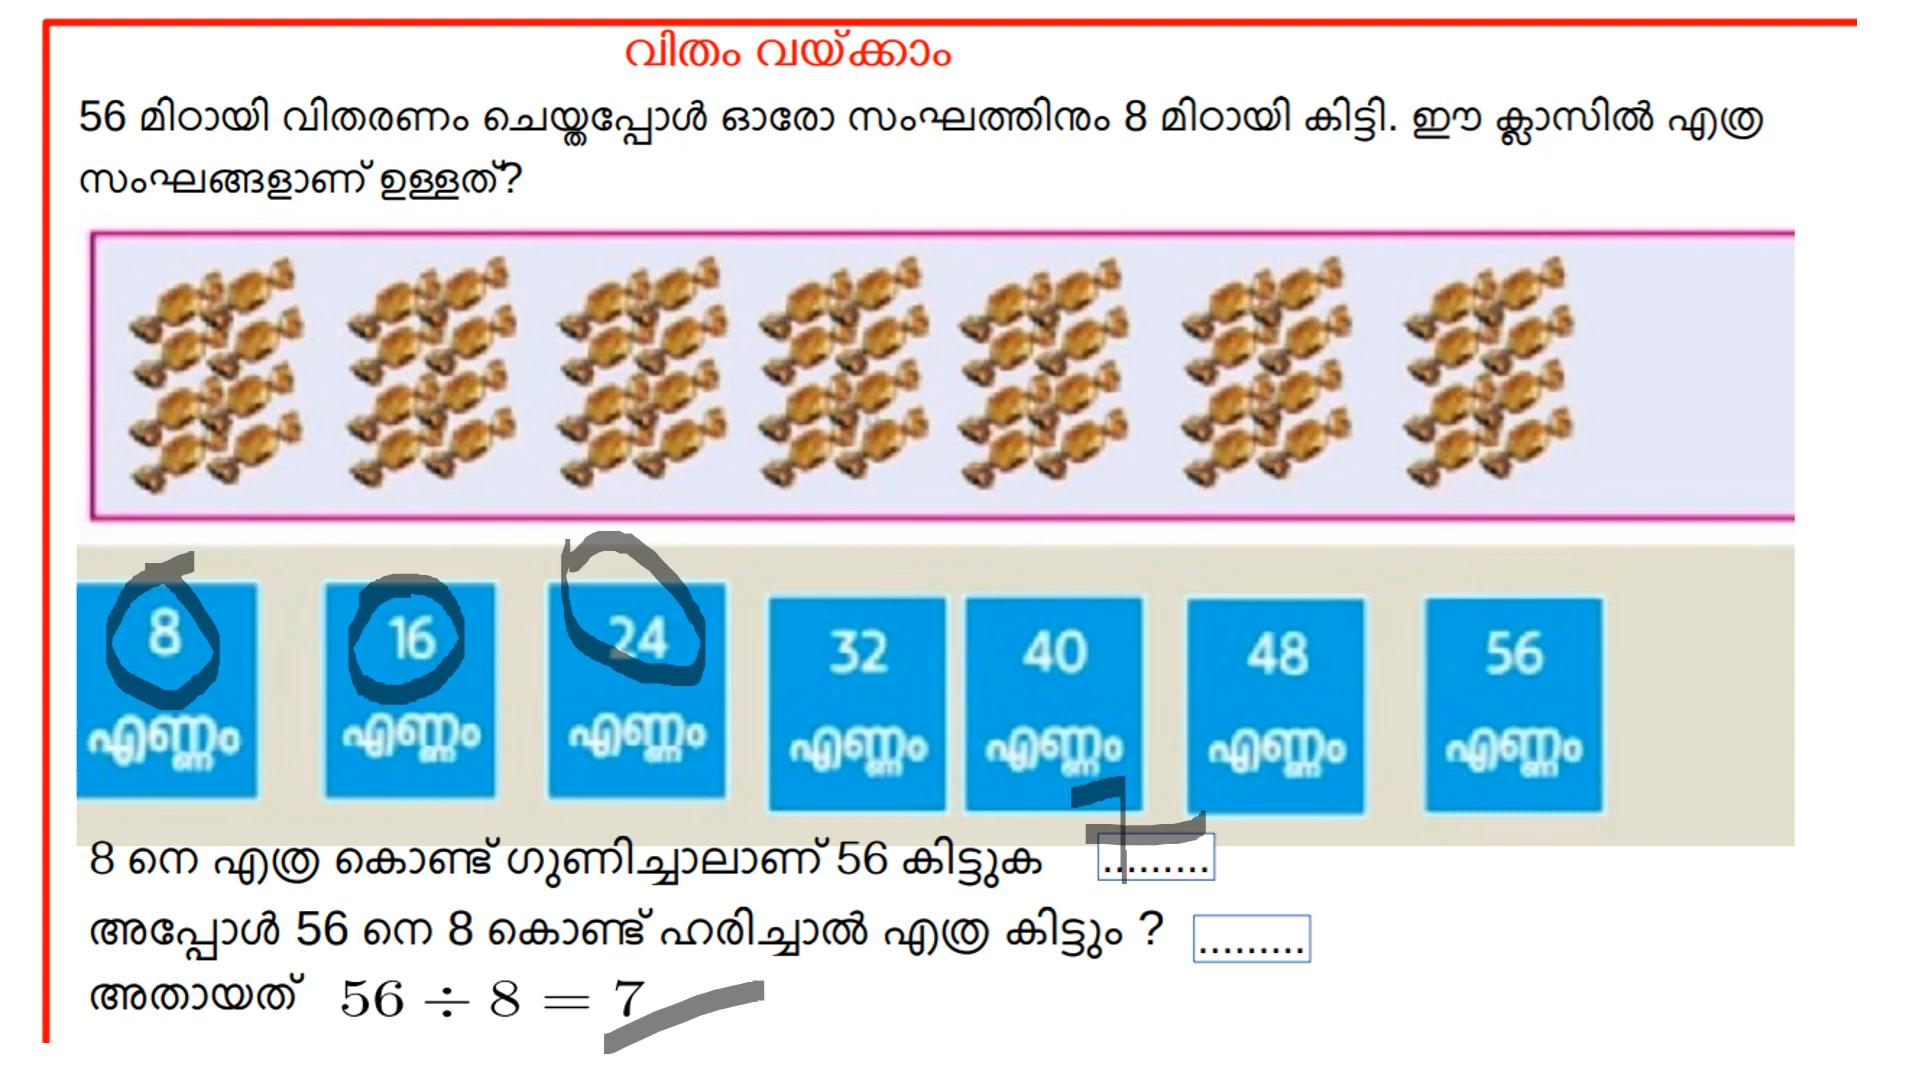 വിതം വയ്ക്കാം
56 മിഠായി വിതരണം ചെയ്തപ്പോൾ ഓരോ സംഘത്തിനും 8 മിഠായി കിട്ടി. ഈ ക്ലാസിൽ എത്ര
സംഘങ്ങളാണ് ഉള്ളത്?
8 16 24 32 40 48 56
എണ്ണം എണ്ണം എണ്ണം എണ്ണം എണ്ണം എണ്ണം എണ്ണം
8 നെ എത്ര കൊണ്ട് ഗുണിച്ചാലാണ് 56 കിട്ടുക ......... 7
അപ്പോൾ 56 നെ 8 കൊണ്ട് ഹരിച്ചാൽ എത്ര കിട്ടും ? .........
അതായത് 56 ÷ 8 = 7